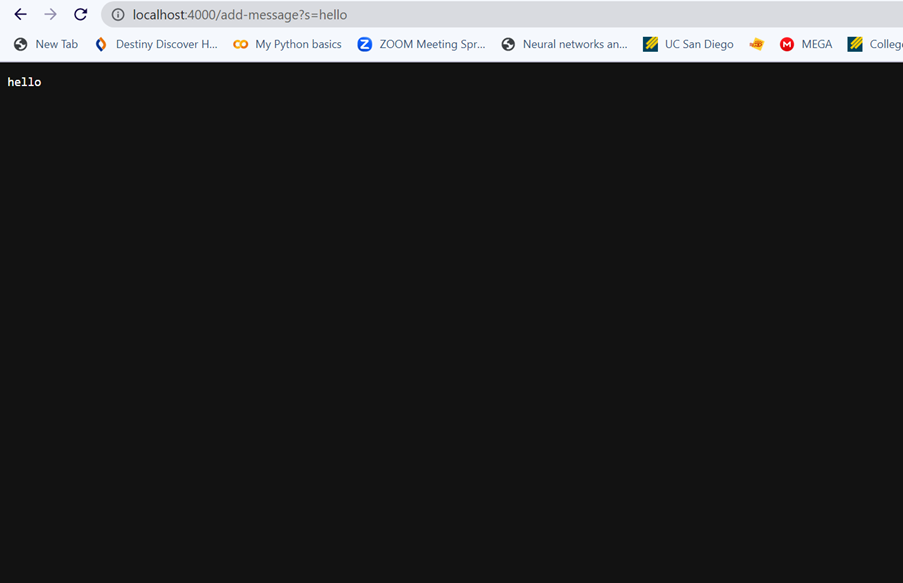 localhost:4000/add-message?s=hello
New Tab Destiny Discover H... My Python basics ZOOM Meeting Spr... Neural networks an... UC San Diego MEGA Colleg
hello